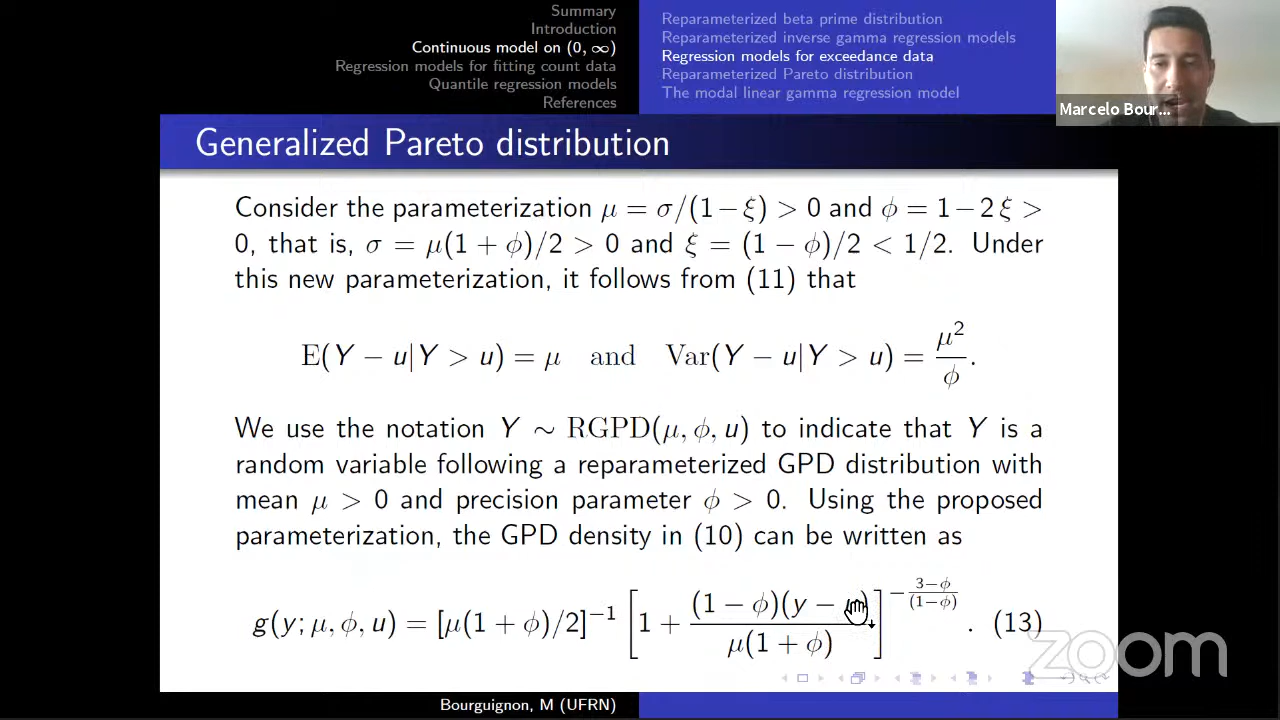 Summary
Introduction
Continuous model on (0, ∞)
Regression models for fitting count data
Quantile regression models
References
Reparameterized beta prime distribution
Reparameterized inverse gamma regression models
Regression models for exceedance data
Reparameterized Pareto distribution
The modal linear gamma regression model
Marcelo Bour...
Generalized Pareto distribution
Consider the parameterization μ = σ/(1−ξ) > 0 and ϕ = 1−2 ξ >
0, that is, σ = μ(1 + ϕ)/2 > 0 and ξ = (1 − ϕ)/2 < 1/2. Under
this new parameterization, it follows from (11) that
E(Y − u|Y > u) = μ and Var(Y − u|Y > u) = μ²/ϕ.
We use the notation Y ∼ RGPD(μ, ϕ, u) to indicate that Y is a
random variable following a reparameterized GPD distribution with
mean μ > 0 and precision parameter ϕ > 0. Using the proposed
parameterization, the GPD density in (10) can be written as
g(y; μ, ϕ, u) = [μ(1 + ϕ)/2]⁻¹ [1 + (1 − ϕ)(y − )/μ(1 + ϕ)]^−(3−ϕ)/(1−ϕ). (13)
zoom
Bourguignon, M (UFRN)